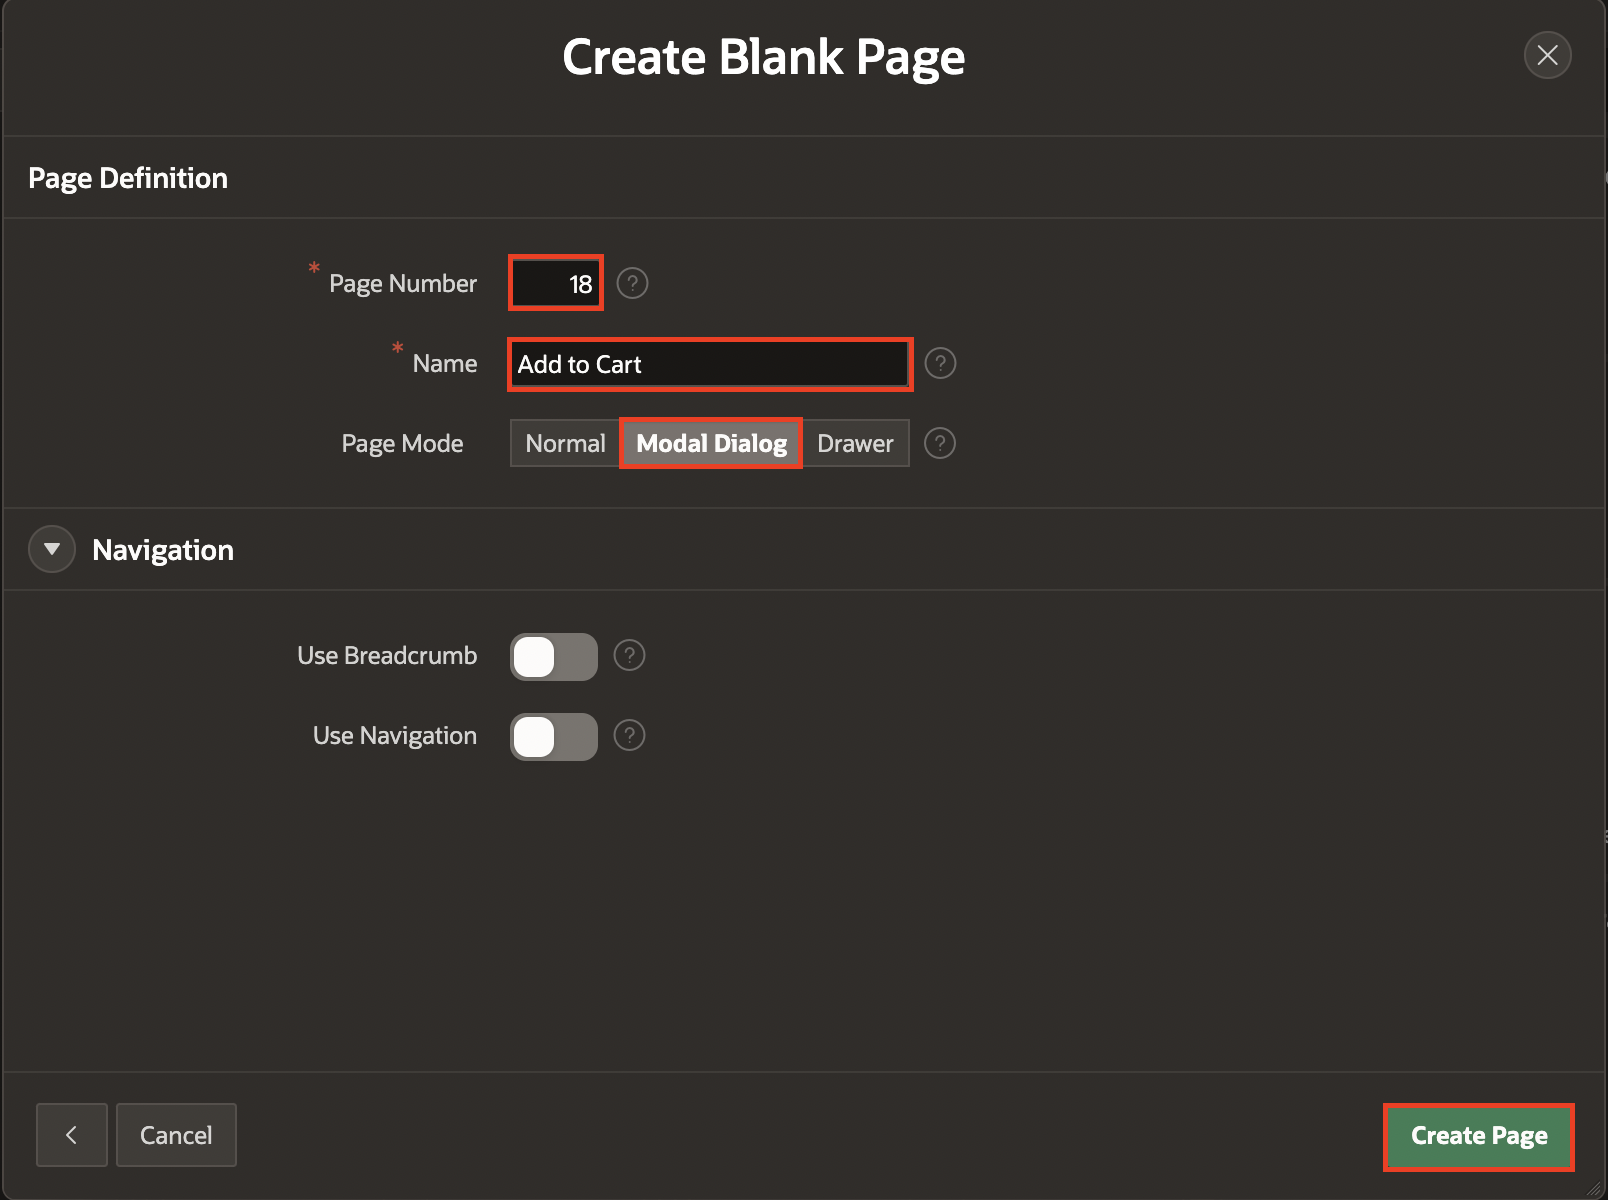 Create Blank Page
Page Definition
* Page Number 18 ?
* Name Add to Cart ?
Page Mode Normal Modal Dialog Drawer ?
Navigation
Use Breadcrumb ?
Use Navigation ?
Cancel Create Page